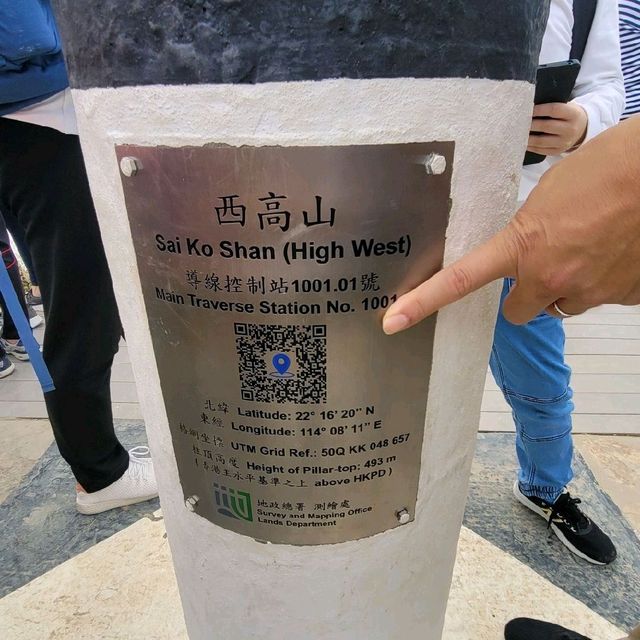 西高山
Sai Ko Shan (High West)
導線控制站1001.01號
Main Traverse Station No. 1001
北緯 Latitude: 22° 16' 20" N
東經 Longitude: 114° 08' 11" E
格網坐標 UTM Grid Ref.: 50Q KK 048 657
柱頂高度 Height of Pillar-top: 493 m
(香港主水平基準之上 above HKPD)
地政總署 測繪處
Survey and Mapping Office
Lands Department